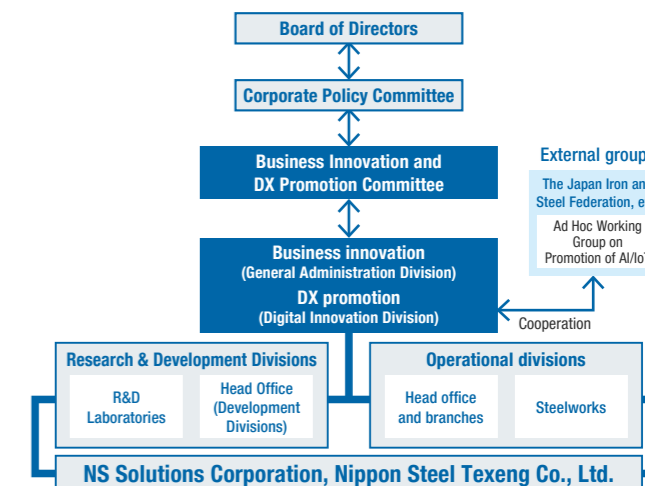 Board of Directors
Corporate Policy Committee
Business Innovation and
DX Promotion Committee
External group
The Japan Iron an
Steel Federation, e
Ad Hoc Working
Group on
Promotion of AI/IoT
Business innovation
(General Administration Division)
DX promotion
(Digital Innovation Division)
Cooperation
Research & Development Divisions
R&D
Laboratories
Head Office
(Development
Divisions)
Operational divisions
Head office
and branches
Steelworks
NS Solutions Corporation, Nippon Steel Texeng Co., Ltd.